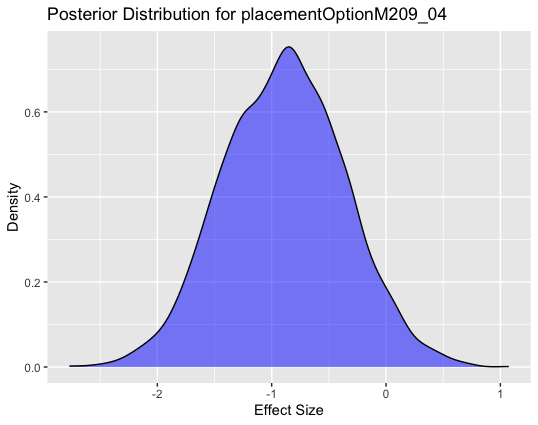 Posterior Distribution for placementOptionM209_04
Density
0.6
0.4
0.2
0.0
-2 -1 0 1
Effect Size